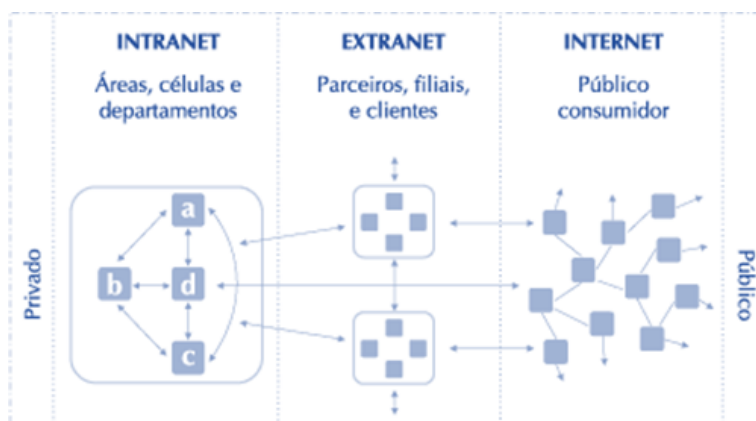 INTRANET
Áreas, células e
departamentos
EXTRANET
Parceiros, filiais,
e clientes
INTERNET
Público
consumidor
Privado
a
b
d
c
Público